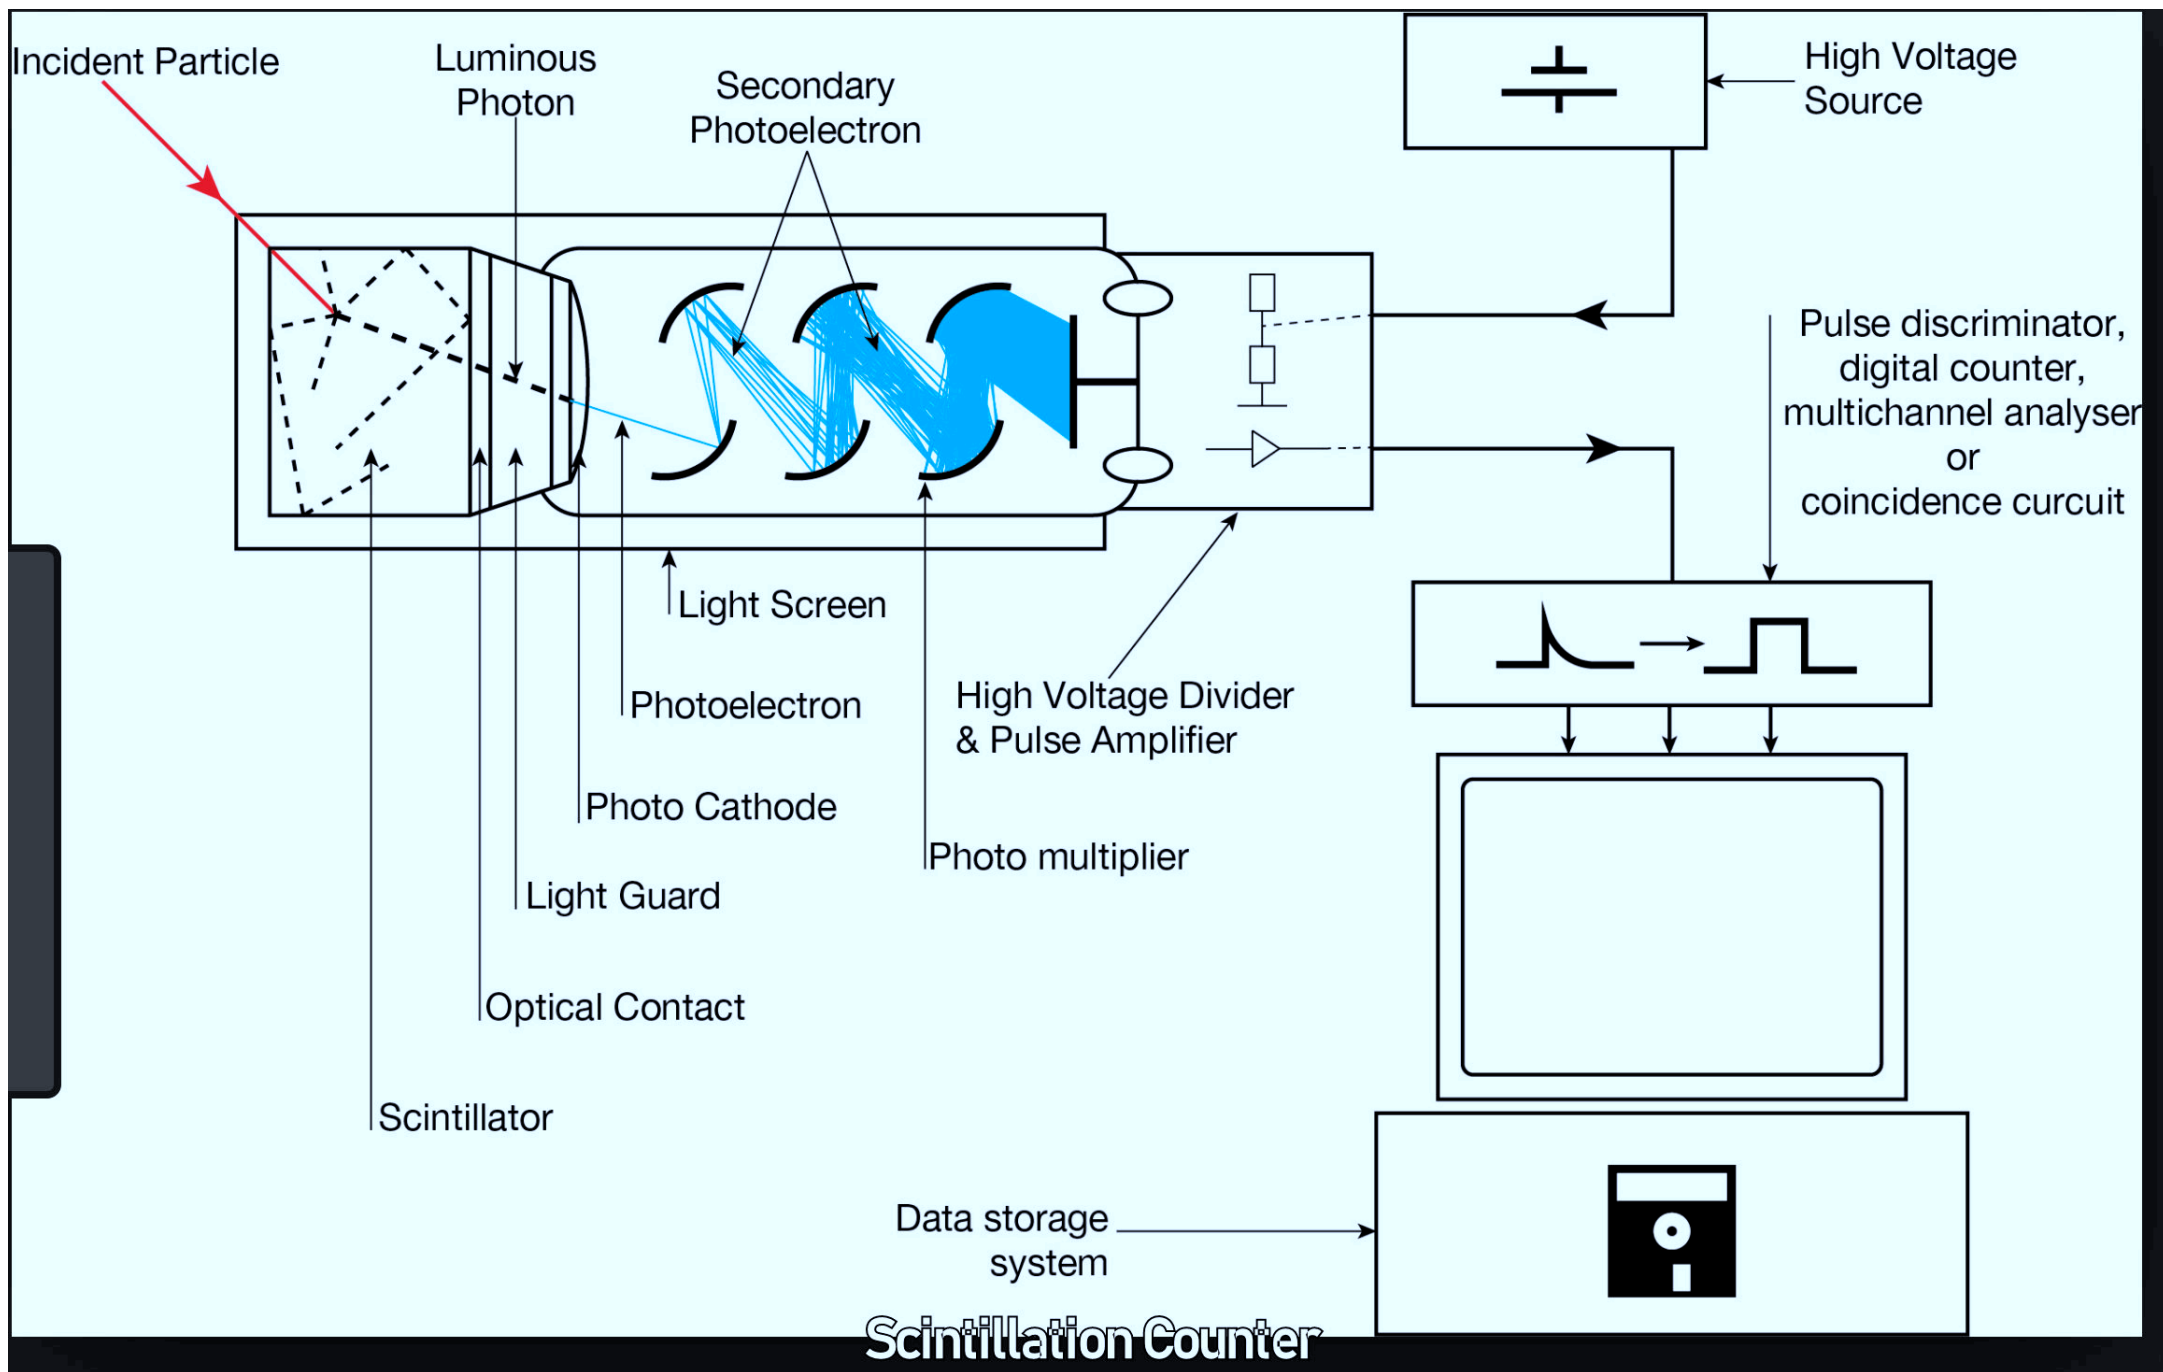 Incident Particle
Luminous
Photon
Secondary
Photoelectron
High Voltage
Source
Pulse discriminator,
digital counter,
multichannel analyser
or
coincidence curcuit
Light Screen
Photoelectron
High Voltage Divider
& Pulse Amplifier
Photo Cathode
Photo multiplier
Light Guard
Optical Contact
Scintillator
Data storage
system
Scintillation Counter